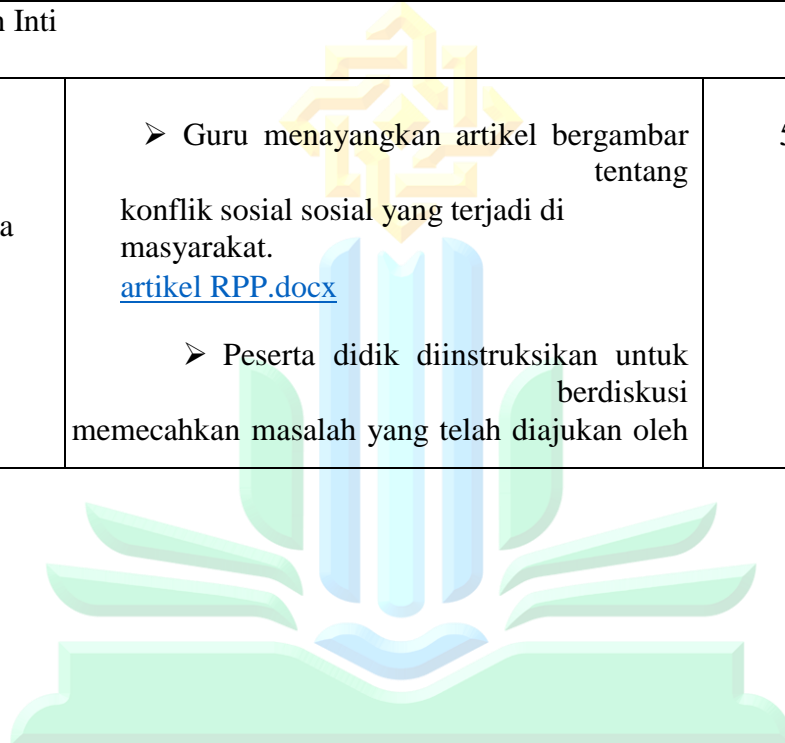 n Inti
➢ Guru menayangkan artikel bergambar
tentang
konflik sosial sosial yang terjadi di
a
masyarakat.
artikel RPP.docx
➢ Peserta didik diinstruksikan untuk
berdiskusi
memecahkan masalah yang telah diajukan oleh